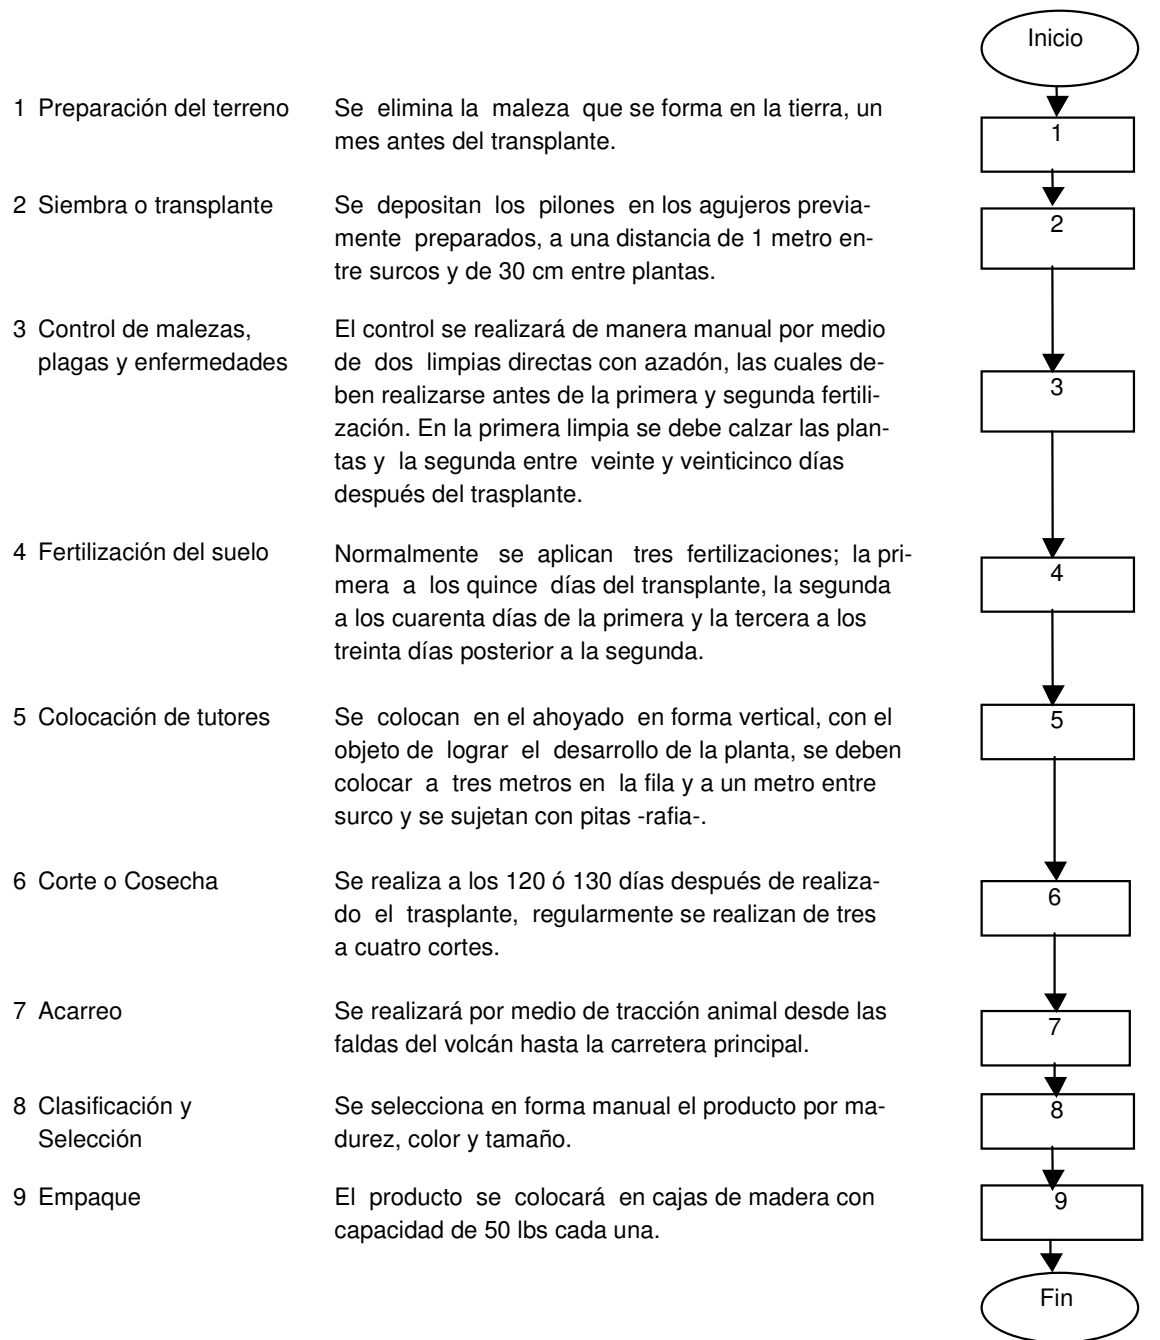 Inicio
1 Preparación del terreno
Se elimina la maleza que se forma en la tierra, un
mes antes del transplante.
1
2 Siembra o transplante
Se depositan los pilones en los agujeros previa-
mente preparados, a una distancia de 1 metro en-
tre surcos y de 30 cm entre plantas.
2
3 Control de malezas,
plagas y enfermedades
El control se realizará de manera manual por medio
de dos limpias directas con azadón, las cuales de-
ben realizarse antes de la primera y segunda fertili-
zación. En la primera limpia se debe calzar las plan-
tas y la segunda entre veinte y veinticinco días
después del trasplante.
3
4 Fertilización del suelo
Normalmente se aplican tres fertilizaciones; la pri-
mera a los quince días del transplante, la segunda
a los cuarenta días de la primera y la tercera a los
treinta días posterior a la segunda.
4
5 Colocación de tutores
Se colocan en el ahoyado en forma vertical, con el
objeto de lograr el desarrollo de la planta, se deben
colocar a tres metros en la fila y a un metro entre
surco y se sujetan con pitas -rafia-.
5
6 Corte o Cosecha
Se realiza a los 120 ó 130 días después de realiza-
do el trasplante, regularmente se realizan de tres
a cuatro cortes.
6
7 Acarreo
Se realizará por medio de tracción animal desde las
faldas del volcán hasta la carretera principal.
7
8 Clasificación y
Selección
Se selecciona en forma manual el producto por ma-
durez, color y tamaño.
8
9 Empaque
El producto se colocará en cajas de madera con
capacidad de 50 lbs cada una.
9
Fin